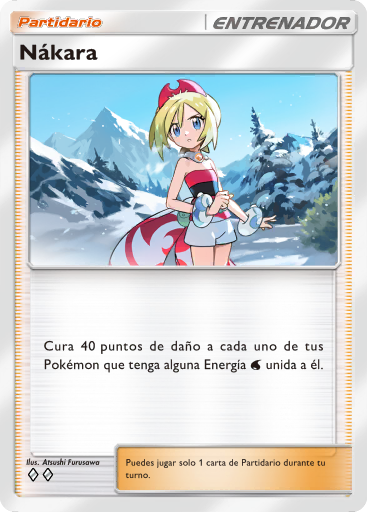 Partidario
ENTRENADOR
Nákara
Cura 40 puntos de daño a cada uno de tus
Pokémon que tenga alguna Energía unida a él.
Ilus. Atsushi Furusawa
Puedes jugar solo 1 carta de Partidario durante tu
turno.